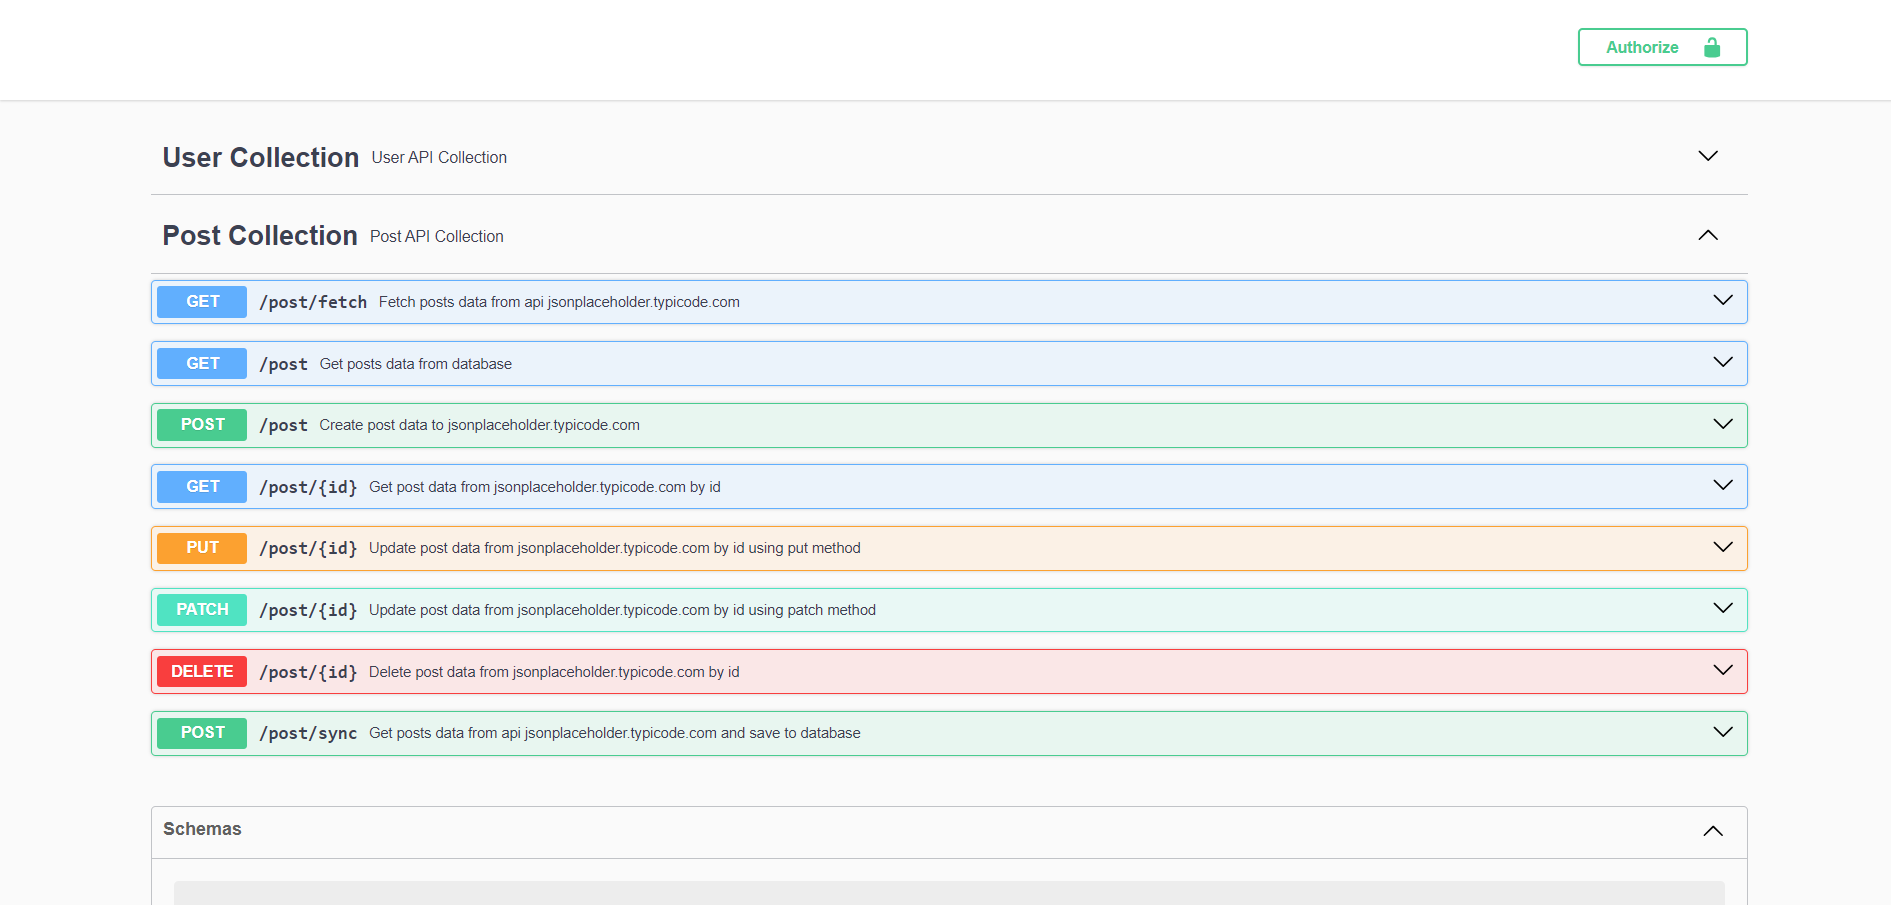 Authorize
User Collection User API Collection
Post Collection Post API Collection
GET /post/fetch Fetch posts data from api jsonplaceholder.typicode.com
GET /post Get posts data from database
POST /post Create post data to jsonplaceholder.typicode.com
GET /post/{id} Get post data from jsonplaceholder.typicode.com by id
PUT /post/{id} Update post data from jsonplaceholder.typicode.com by id using put method
PATCH /post/{id} Update post data from jsonplaceholder.typicode.com by id using patch method
DELETE /post/{id} Delete post data from jsonplaceholder.typicode.com by id
POST /post/sync Get posts data from api jsonplaceholder.typicode.com and save to database
Schemas